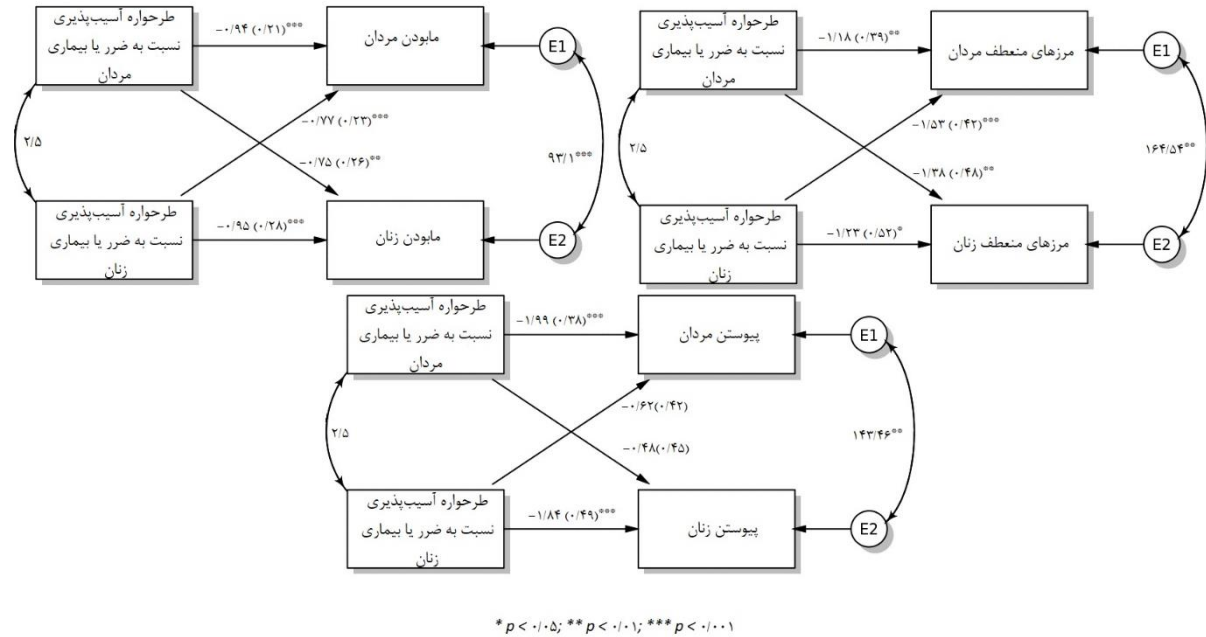 طرحواره آسیب‌پذیری
نسبت به ضرر یا بیماری
مردان
-۰/۹۴ (۰/۲۱)***
مابودن مردان
E1
-۰/۷۷ (۰/۲۳)***
-۰/۷۵ (۰/۲۶)**
۲/۵
۹۳/۱***
طرحواره آسیب‌پذیری
نسبت به ضرر یا بیماری
زنان
-۰/۹۵ (۰/۲۸)***
مابودن زنان
E2
طرحواره آسیب‌پذیری
نسبت به ضرر یا بیماری
مردان
-۱/۱۸ (۰/۳۹)**
مرزهای منعطف مردان
E1
-۱/۵۳ (۰/۴۲)***
-۱/۳۸ (۰/۴۸)**
۲/۵
۱۶۴/۵۴**
طرحواره آسیب‌پذیری
نسبت به ضرر یا بیماری
زنان
-۱/۲۳ (۰/۵۲)*
مرزهای منعطف زنان
E2
طرحواره آسیب‌پذیری
نسبت به ضرر یا بیماری
مردان
-۱/۹۹ (۰/۳۸)***
پیوستن مردان
E1
-۰/۶۲(۰/۴۲)
-۰/۴۸(۰/۴۵)
۲/۵
۱۴۳/۴۶**
طرحواره آسیب‌پذیری
نسبت به ضرر یا بیماری
زنان
-۱/۸۴ (۰/۴۹)***
پیوستن زنان
E2
* p < ۰/۰۵; ** p < ۰/۰۱; *** p < ۰/۰۰۱